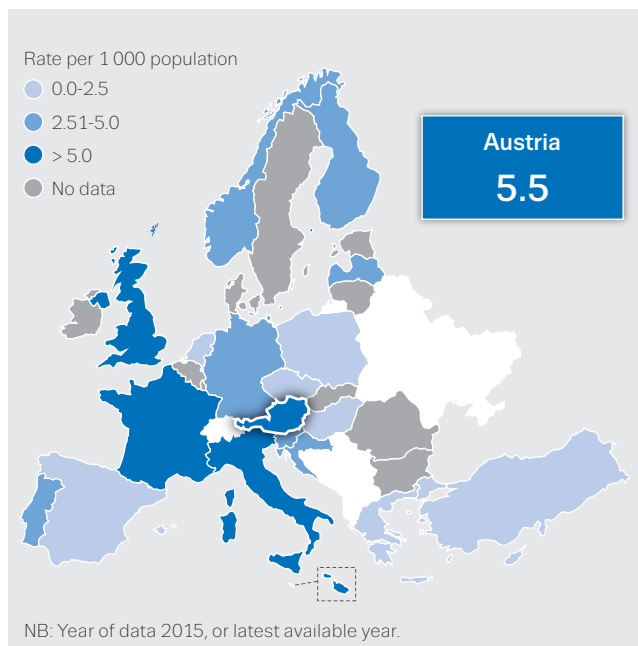 Rate per 1 000 population
0.0-2.5
2.51-5.0
> 5.0
No data
Austria
5.5
NB: Year of data 2015, or latest available year.